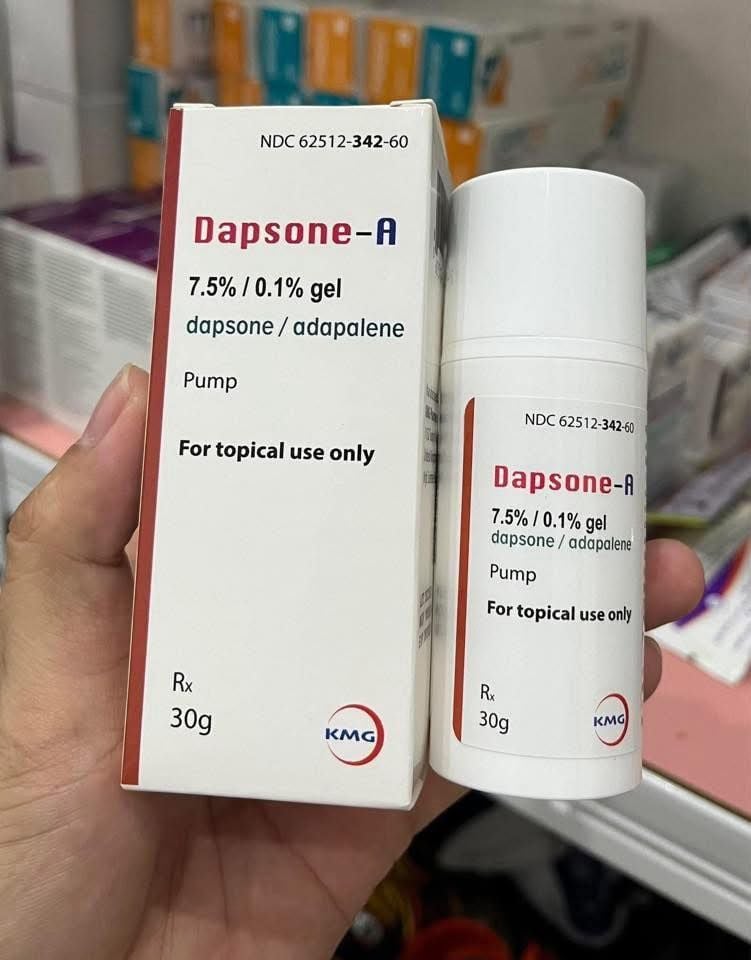 NDC 62512-342-60
Dapsone-A
7.5% / 0.1% gel
dapsone / adapalene
Pump
For topical use only
Rx
30g
KMG
NDC 62512-342-60
Dapsone-A
7.5% / 0.1% gel
dapsone / adapalene
Pump
For topical use only
Rx
30g
KMG